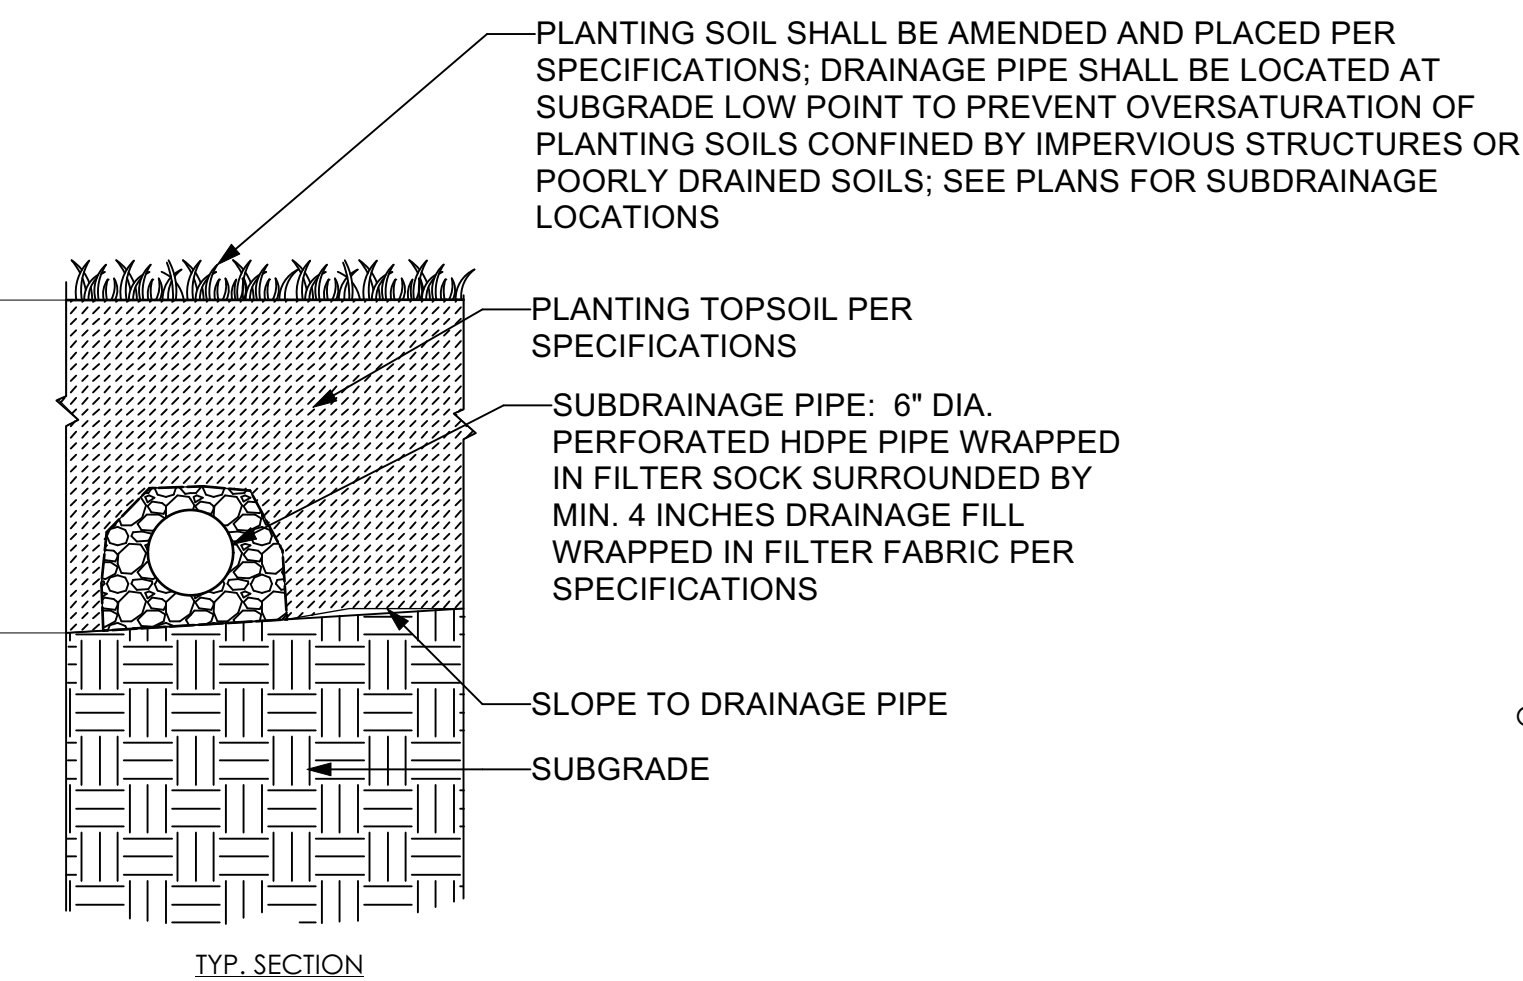 PLANTING SOIL SHALL BE AMENDED AND PLACED PER
SPECIFICATIONS; DRAINAGE PIPE SHALL BE LOCATED AT
SUBGRADE LOW POINT TO PREVENT OVERSATURATION OF
PLANTING SOILS CONFINED BY IMPERVIOUS STRUCTURES OR
POORLY DRAINED SOILS; SEE PLANS FOR SUBDRAINAGE
LOCATIONS
PLANTING TOPSOIL PER
SPECIFICATIONS
SUBDRAINAGE PIPE: 6" DIA.
PERFORATED HDPE PIPE WRAPPED
IN FILTER SOCK SURROUNDED BY
MIN. 4 INCHES DRAINAGE FILL
WRAPPED IN FILTER FABRIC PER
SPECIFICATIONS
SLOPE TO DRAINAGE PIPE
SUBGRADE
TYP. SECTION